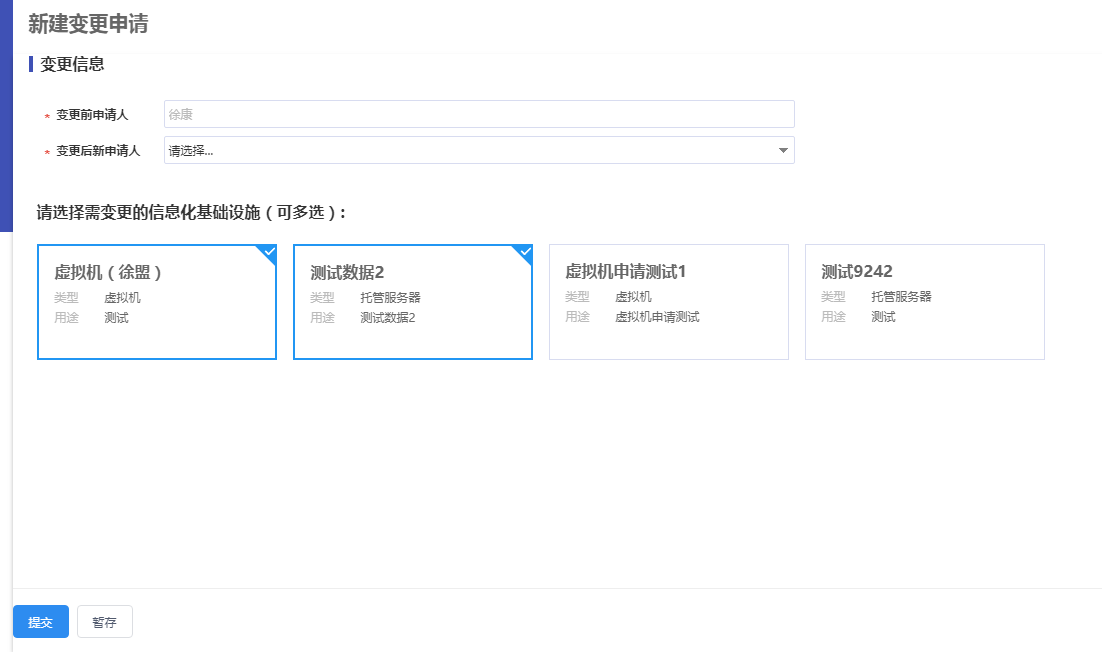 新建变更申请
变更信息
* 变更前申请人 徐康
* 变更后新申请人 请选择...
请选择需变更的信息化基础设施（可多选）:
虚拟机（徐盟）
类型 虚拟机
用途 测试
测试数据2
类型 托管服务器
用途 测试数据2
虚拟机申请测试1
类型 虚拟机
用途 虚拟机申请测试
测试9242
类型 托管服务器
用途 测试
提交 暂存